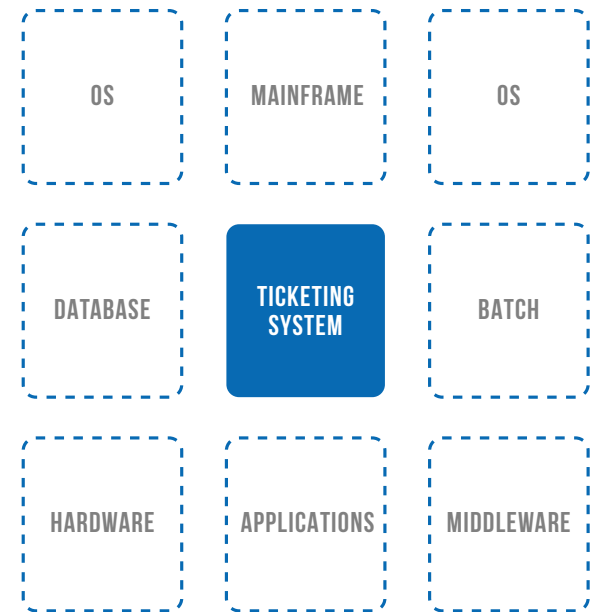 OS
MAINFRAME
OS
DATABASE
TICKETING
SYSTEM
BATCH
HARDWARE
APPLICATIONS
MIDDLEWARE